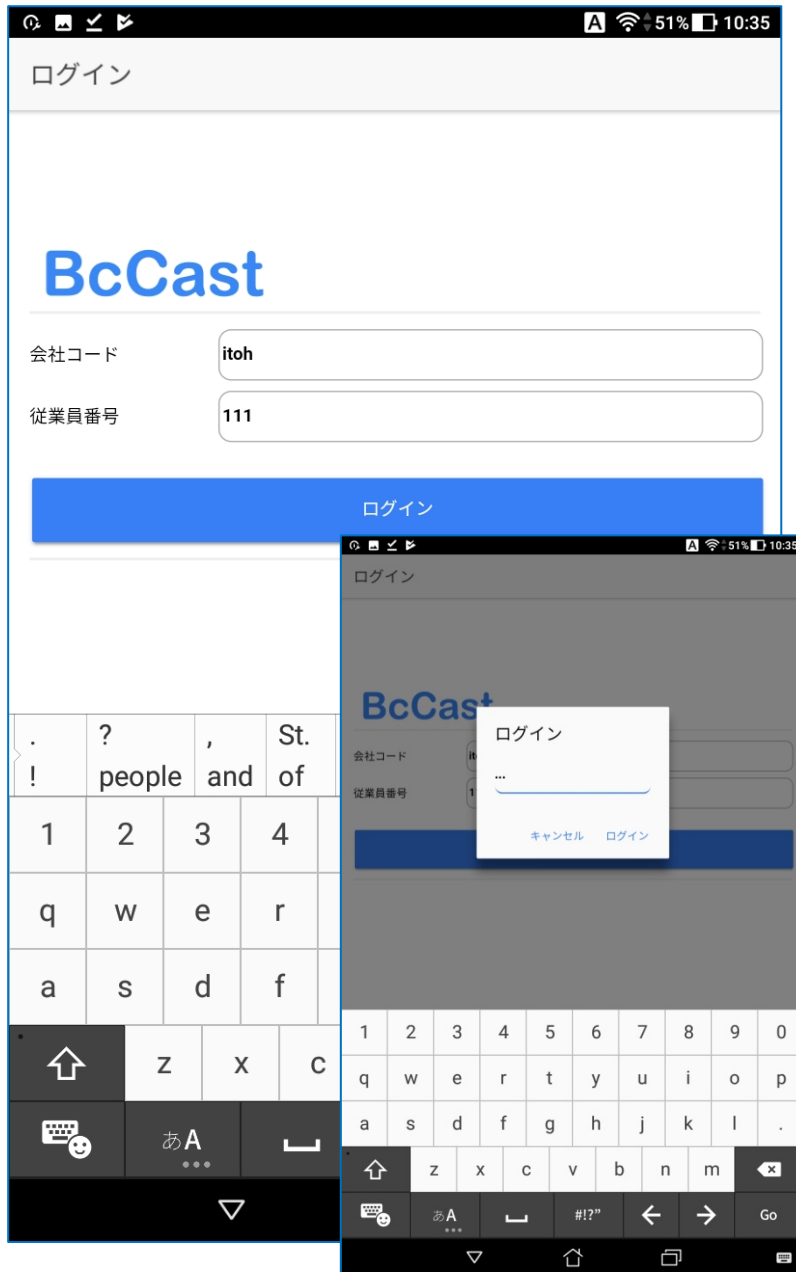 51% 10:35
ログイン
BcCast
会社コード itoh
従業員番号 111
ログイン
. ? , St.
! people and of
1 2 3 4
q w e r
a s d f
z x c
あA
A 51% 10:35
ログイン
BcCast
会社コード it
従業員番号 1
ログイン
...
キャンセル ログイン
1 2 3 4 5 6 7 8 9 0
q w e r t y u i o p
a s d f g h j k l .
z x c v b n m
あA #!?” Go